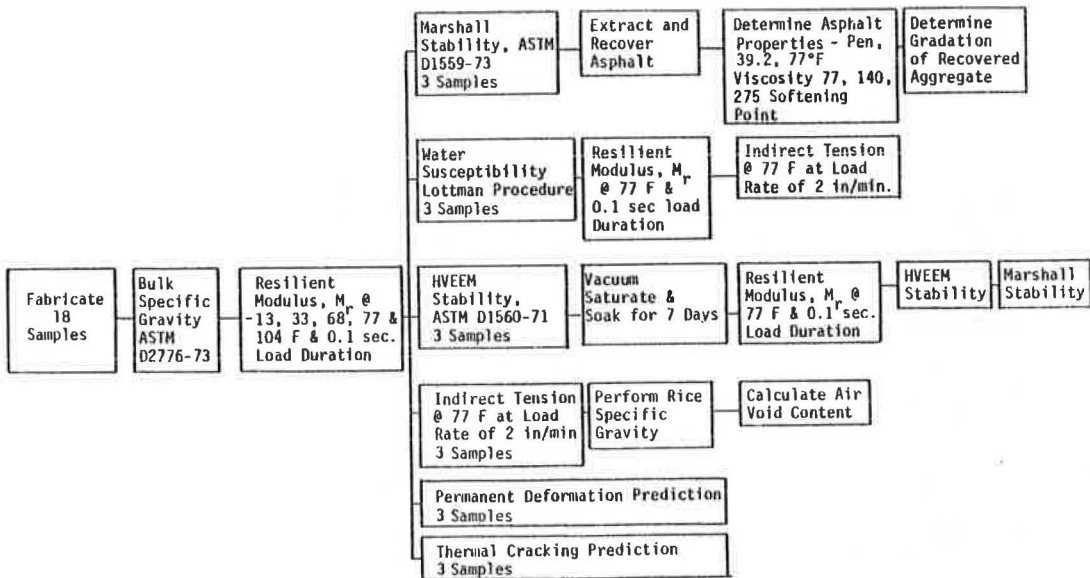 Marshall
Stability, ASTM
D1559-73
3 Samples
Extract and
Recover
Asphalt
Determine Asphalt
Properties - Pen,
39.2, 77°F
Viscosity 77, 140,
275 Softening
Point
Determine
Gradation
of Recovered
Aggregate
Water
Susceptibility
Lottman Procedure
3 Samples
Resilient
Modulus, Mr
@ 77 F &
0.1 sec load
Duration
Indirect Tension
@ 77 F at Load
Rate of 2 in/min.
Fabricate
18
Samples
Bulk
Specific
Gravity
ASTM
D2776-73
Resilient
Modulus, Mr @
-13, 33, 68, 77 &
104 F & 0.1 sec.
Load Duration
HVEEM
Stability,
ASTM D1560-71
3 Samples
Vacuum
Saturate &
Soak for 7 Days
Resilient
Modulus, Mr @
77 F & 0.1 sec.
Load Duration
HVEEM
Stability
Marshall
Stability
Indirect Tension
@ 77 F at Load
Rate of 2 in/min
3 Samples
Perform Rice
Specific
Gravity
Calculate Air
Void Content
Permanent Deformation Prediction
3 Samples
Thermal Cracking Prediction
3 Samples